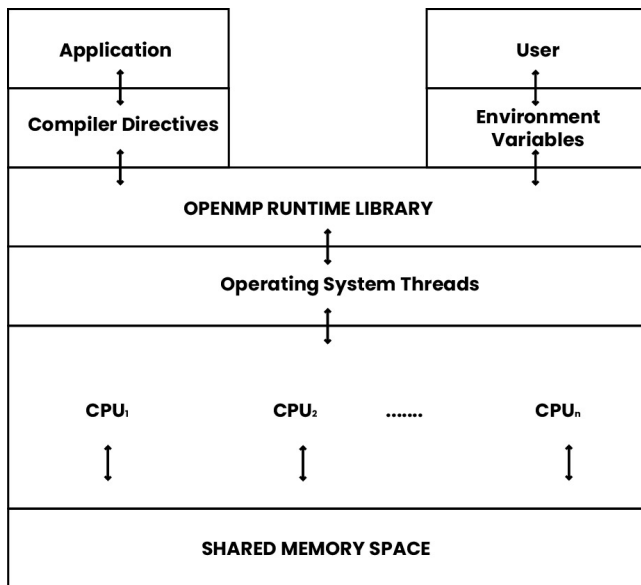 Application
User
Compiler Directives
Environment
Variables
OPENMP RUNTIME LIBRARY
Operating System Threads
CPU₁ CPU₂ ....... CPUₙ
SHARED MEMORY SPACE